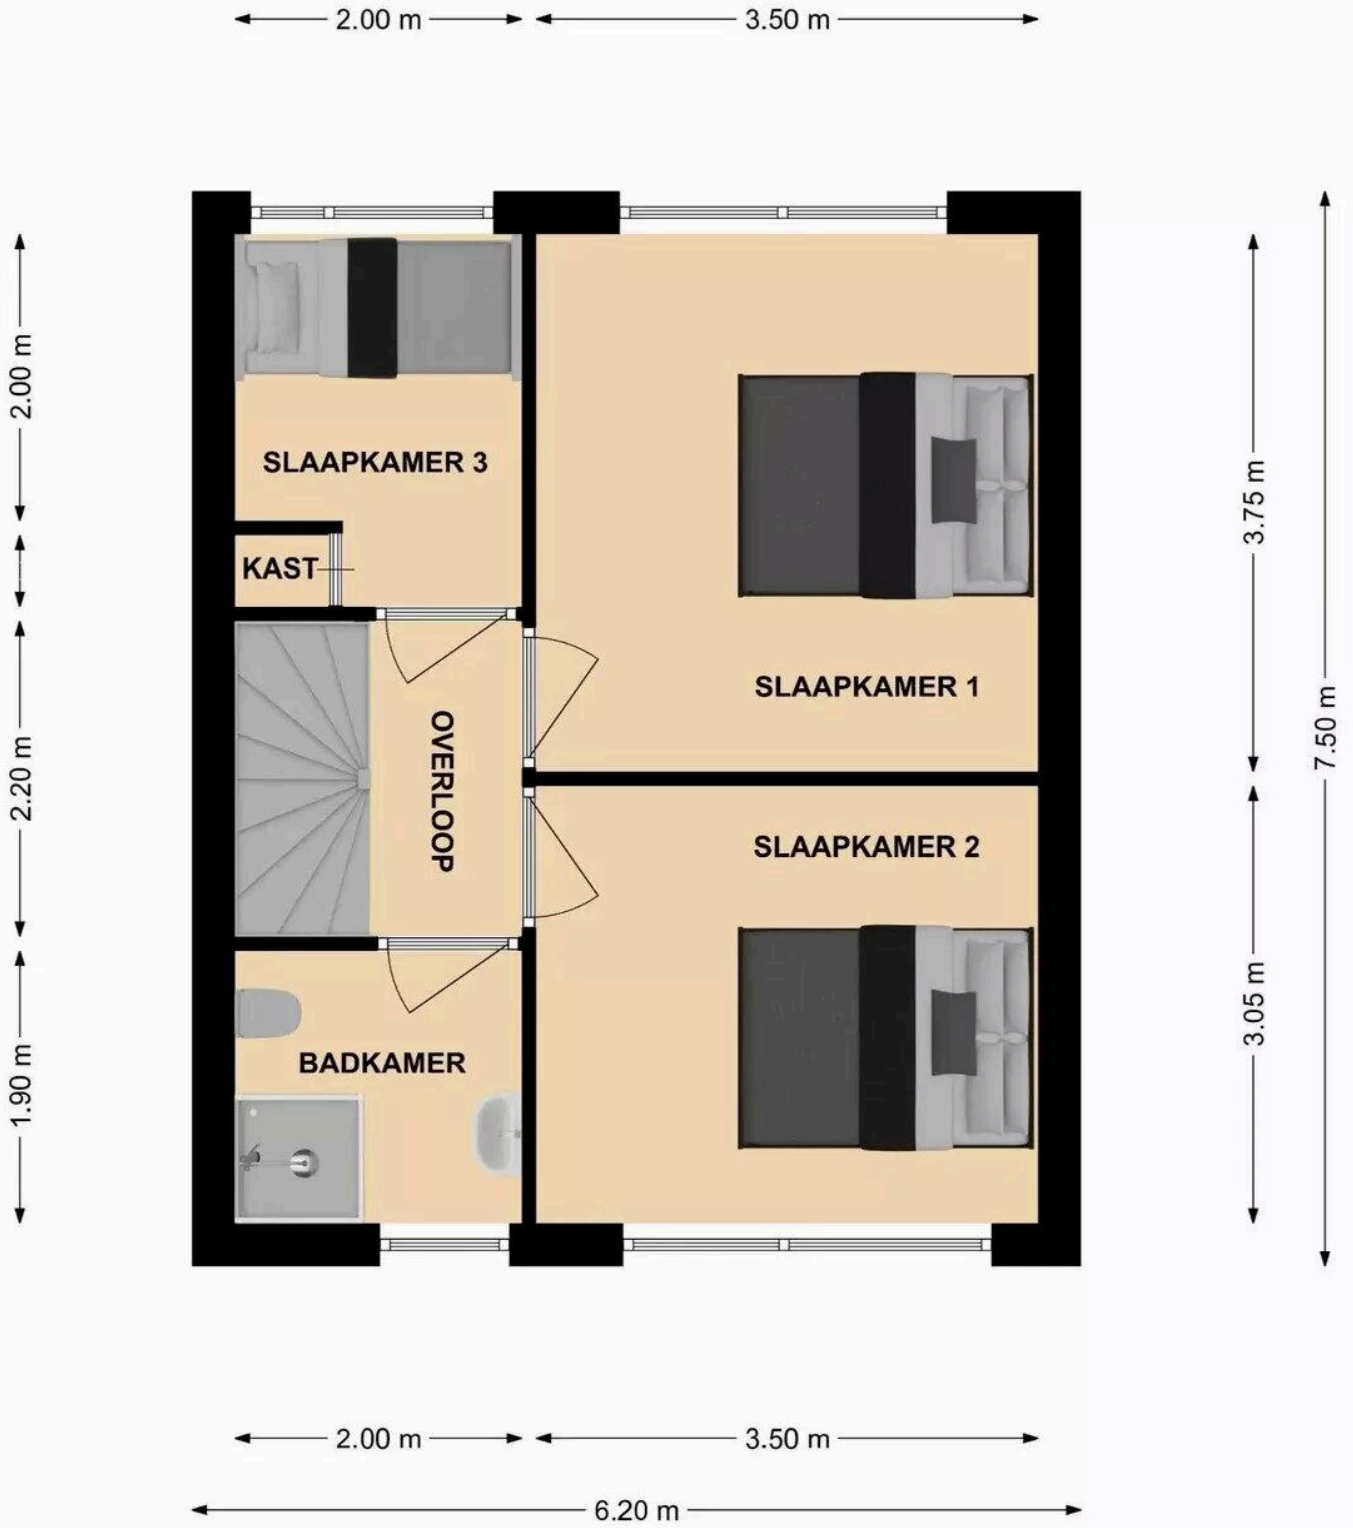 2.00 m
3.50 m
SLAAPKAMER 3
2.00 m
3.75 m
KAST
SLAAPKAMER 1
7.50 m
OVERLOOP
2.20 m
SLAAPKAMER 2
3.05 m
BADKAMER
1.90 m
2.00 m
3.50 m
6.20 m